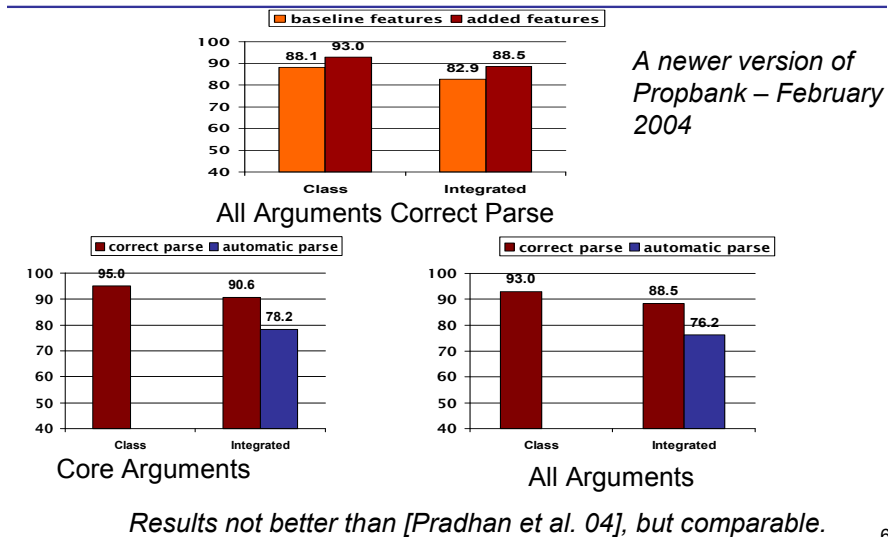 baseline features added features
100
90
80
70
60
50
40
88.1 93.0
82.9 88.5
Class Integrated
All Arguments Correct Parse
A newer version of
Propbank – February
2004
correct parse automatic parse
100
90
80
70
60
50
40
95.0
90.6
78.2
Class Integrated
Core Arguments
correct parse automatic parse
100
90
80
70
60
50
40
93.0
88.5
76.2
Class Integrated
All Arguments
Results not better than [Pradhan et al. 04], but comparable.